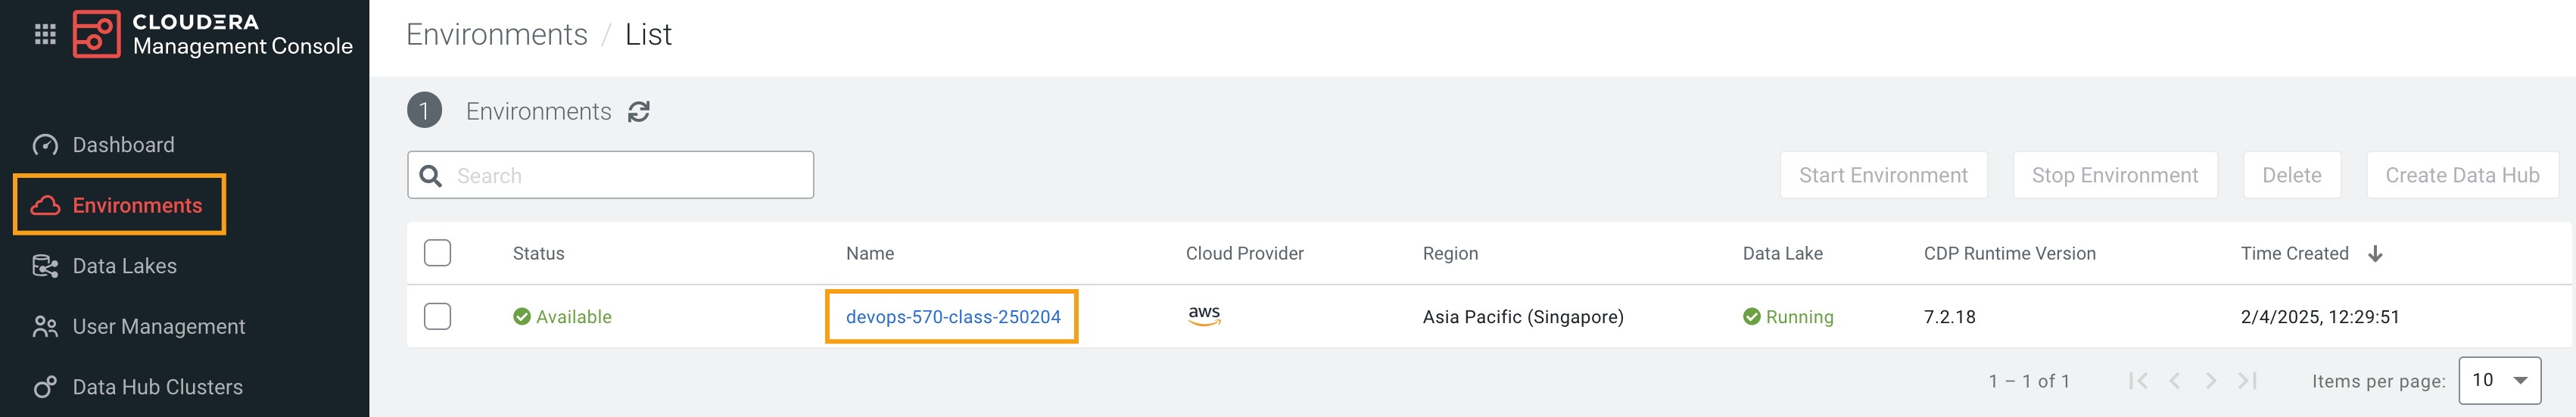 CLOUDERA
Management Console
Dashboard
Environments
Data Lakes
User Management
Data Hub Clusters
Environments / List
1 Environments
Search
Start Environment Stop Environment Delete Create Data Hub
Status Name Cloud Provider Region Data Lake CDP Runtime Version Time Created
Available devops-570-class-250204 aws Asia Pacific (Singapore) Running 7.2.18 2/4/2025, 12:29:51
1 – 1 of 1 Items per page: 10